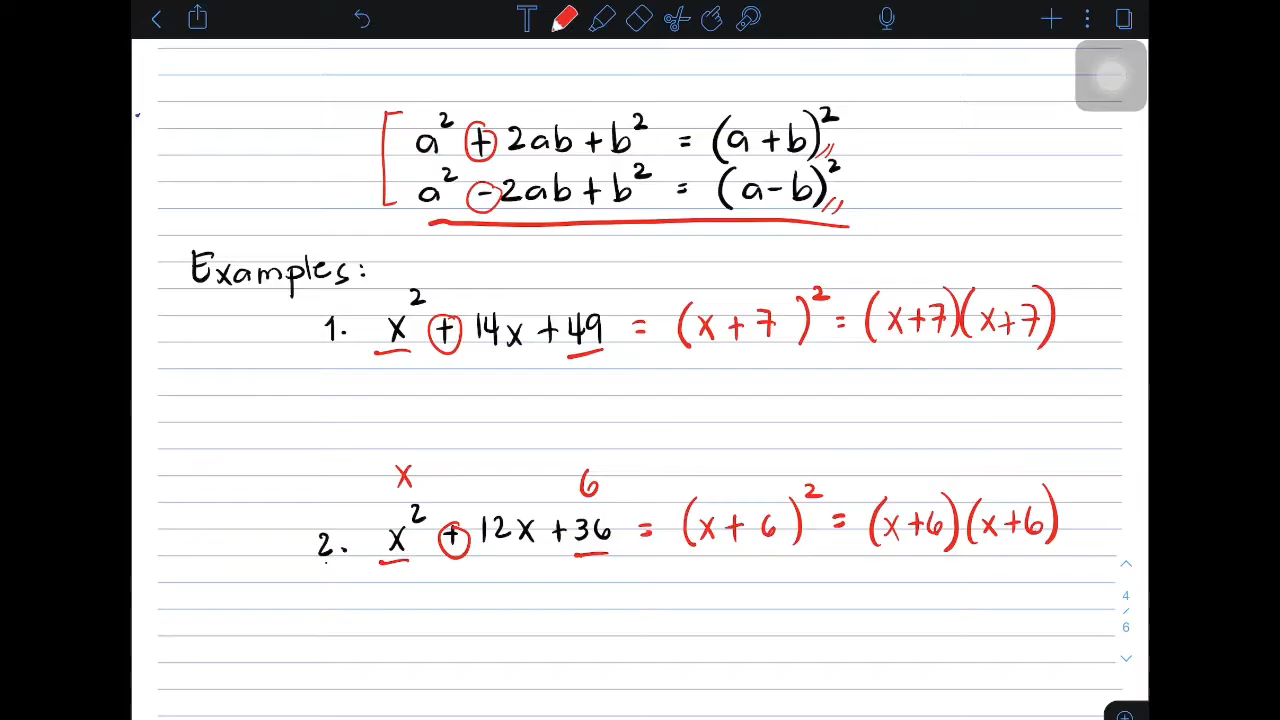 a² + 2ab + b² = (a + b)²
a² - 2ab + b² = (a - b)²
Examples:
1. x² + 14x + 49 = (x + 7)² = (x+7)(x+7)
x 6
2. x² + 12x + 36 = (x + 6)² = (x+6)(x+6)
4
/
6